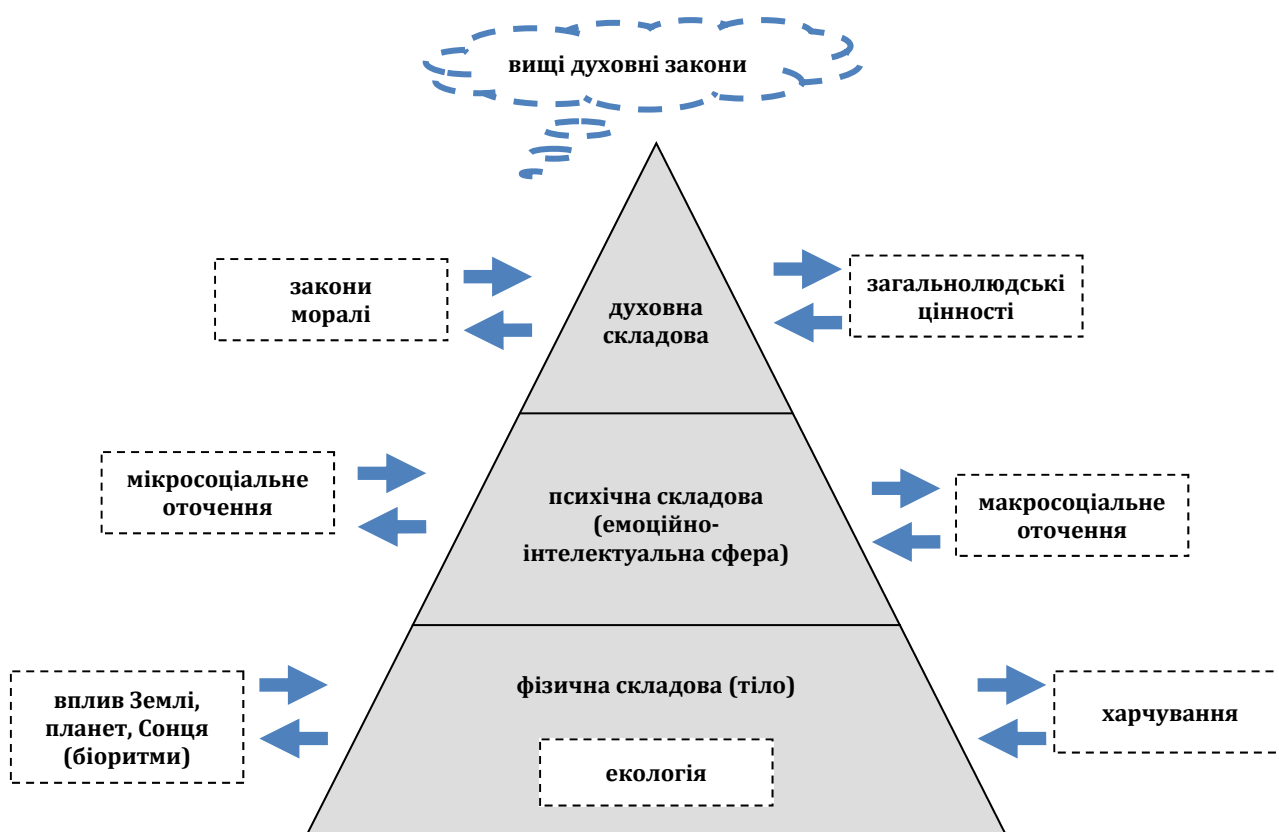 вищі духовні закони
закони
моралі
духовна
складова
загальнолюдські
цінності
мікросоціальне
оточення
психічна складова
(емоційно-
інтелектуальна сфера)
макросоціальне
оточення
вплив Землі,
планет, Сонця
(біоритми)
фізична складова (тіло)
екологія
харчування